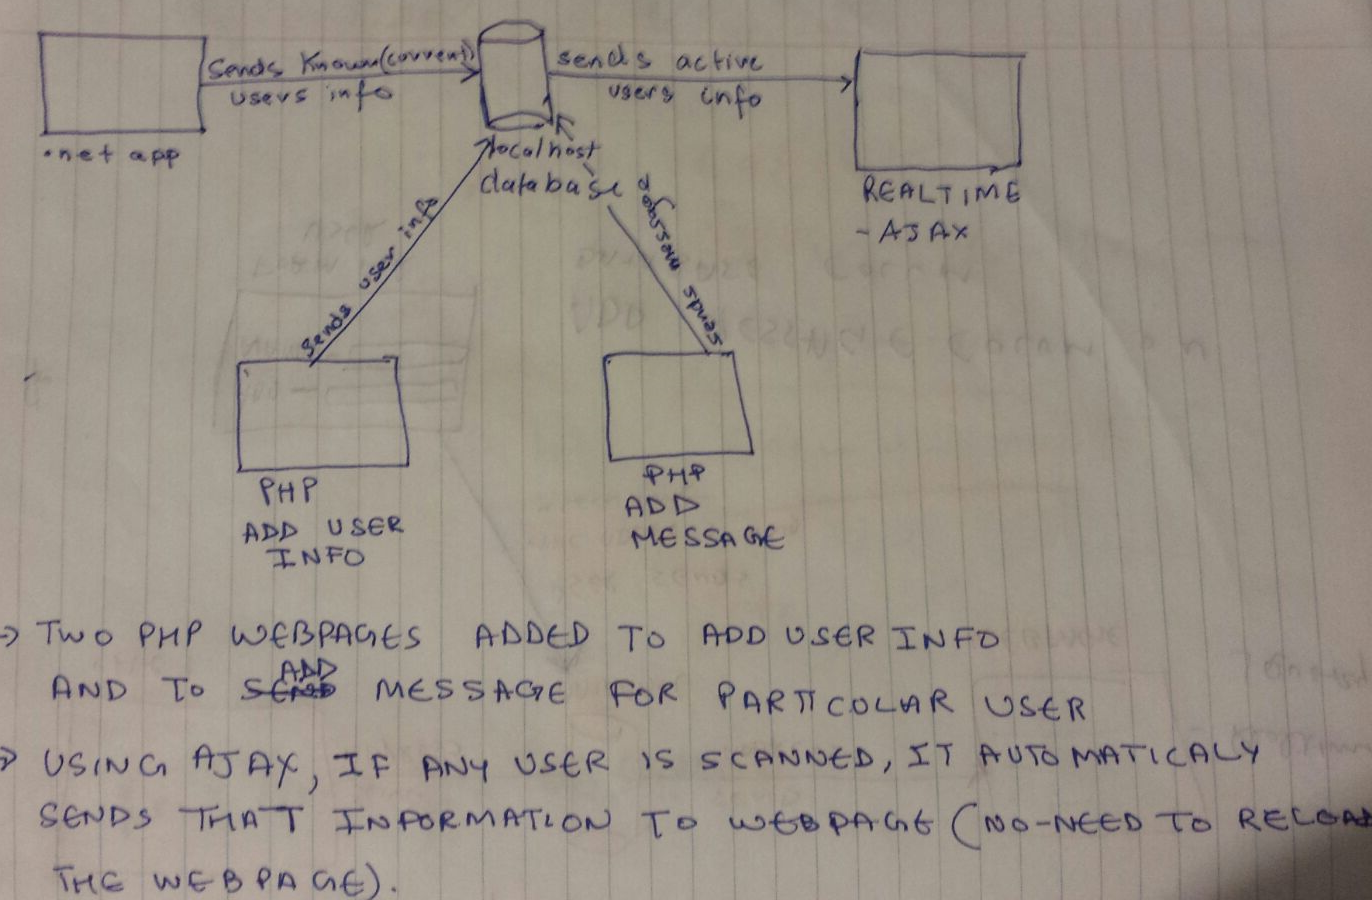 Sends Known(current)
users info
sends active
users info
.net app
localhost
database
REALTIME
- AJAX
Sends user info
sends message
PHP
ADD USER
INFO
PHP
ADD
MESSAGE
→ TWO PHP WEBPAGES ADDED TO ADD USER INFO
AND TO ADD MESSAGE FOR PARTICOLAR USER
→ USING AJAX, IF ANY USER IS SCANNED, IT AUTOMATICALY
SENDS THAT INFORMATION TO WEBPAGE (NO-NEED TO RELOAD
THE WEBPAGE).